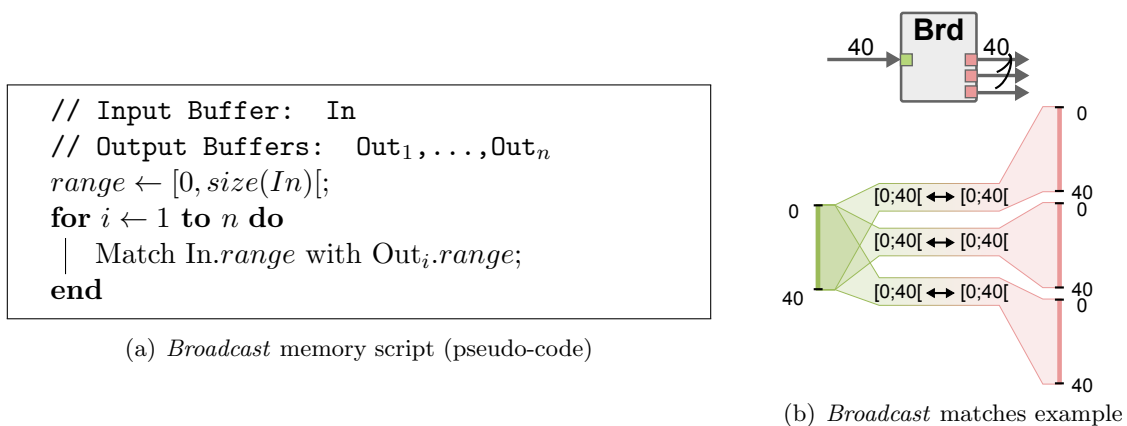 // Input Buffer: In
// Output Buffers: Out₁,...,Outₙ
range ← [0, size(In)[;
for i ← 1 to n do
Match In.range with Outᵢ.range;
end
(a) Broadcast memory script (pseudo-code)
Brd
40
40
0
0
[0;40[ ↔ [0;40[
40
0
[0;40[ ↔ [0;40[
40
40
0
[0;40[ ↔ [0;40[
40
(b) Broadcast matches example